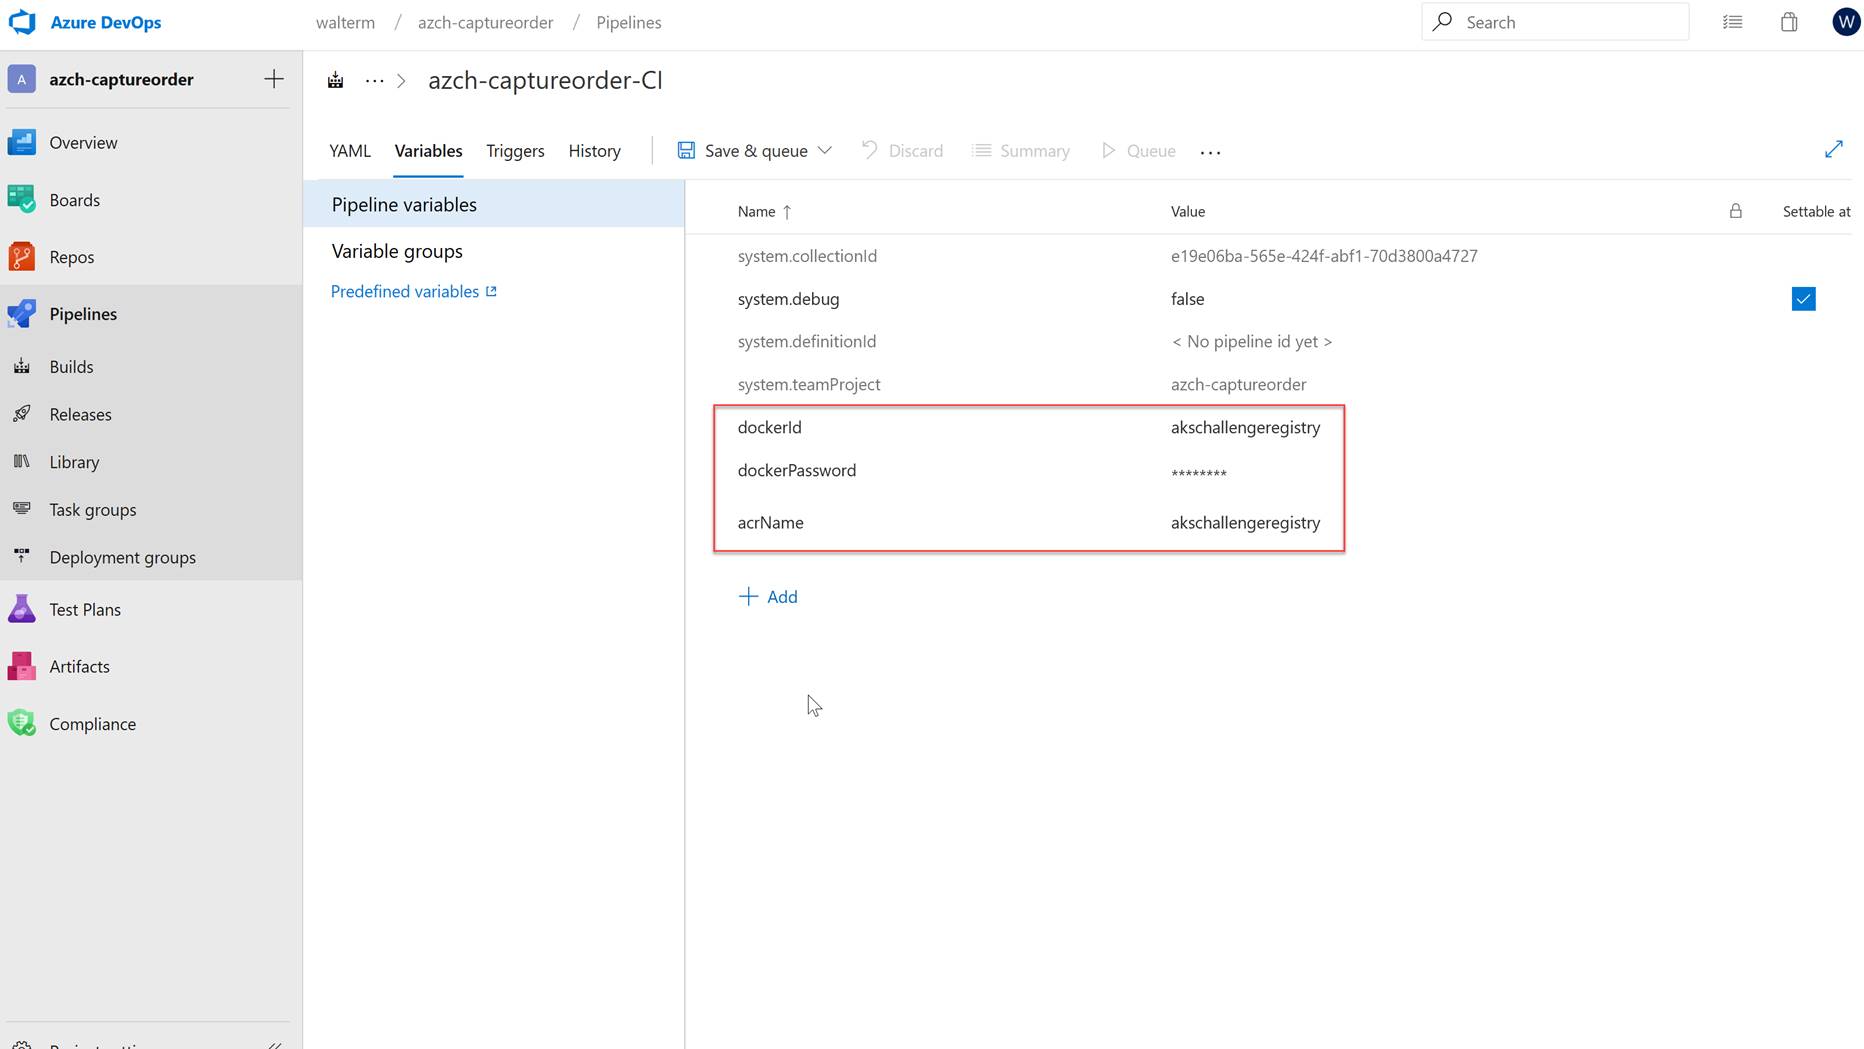 Azure DevOps
walterm / azch-captureorder / Pipelines
Search
W
A azch-captureorder
Overview
Boards
Repos
Pipelines
Builds
Releases
Library
Task groups
Deployment groups
Test Plans
Artifacts
Compliance
... > azch-captureorder-CI
YAML Variables Triggers History Save & queue Discard Summary Queue ...
Pipeline variables
Variable groups
Predefined variables
Name ↑ Value Settable at
system.collectionId e19e06ba-565e-424f-abf1-70d3800a4727
system.debug false
system.definitionId < No pipeline id yet >
system.teamProject azch-captureorder
dockerId akschallengeregistry
dockerPassword ********
acrName akschallengeregistry
+ Add